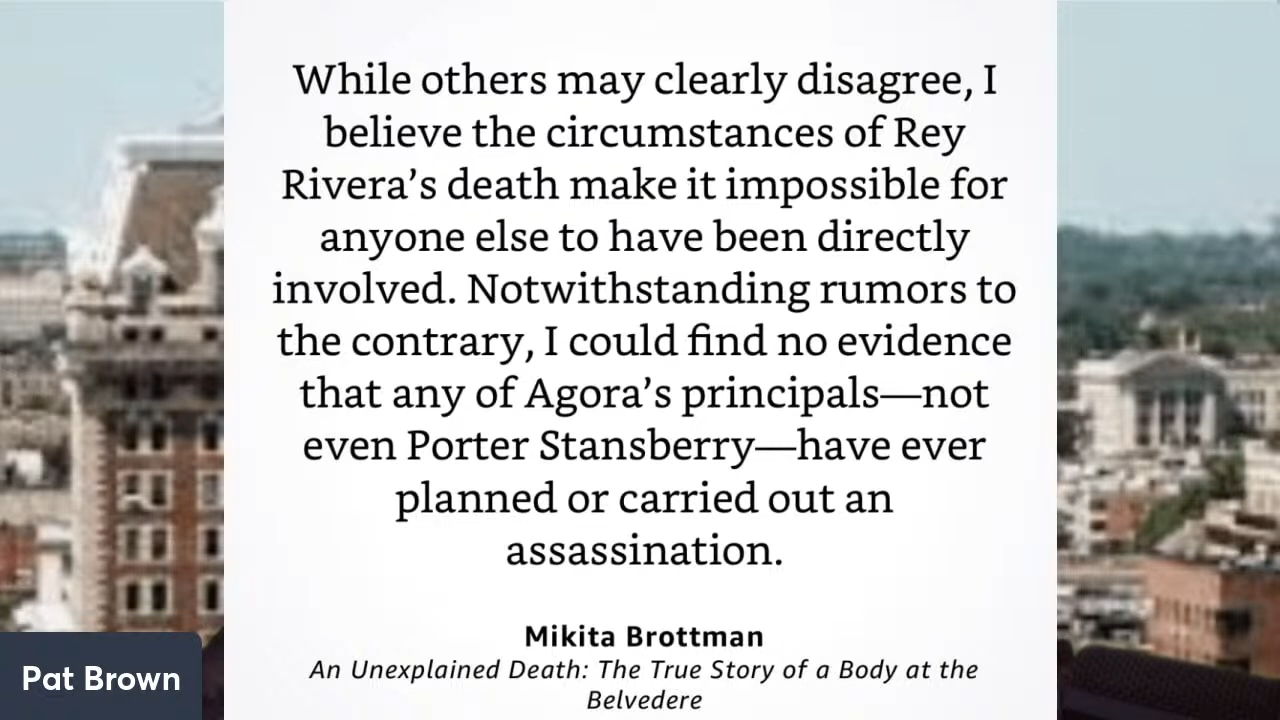 While others may clearly disagree, I
believe the circumstances of Rey
Rivera’s death make it impossible for
anyone else to have been directly
involved. Notwithstanding rumors to
the contrary, I could find no evidence
that any of Agora’s principals—not
even Porter Stansberry—have ever
planned or carried out an
assassination.
Mikita Brottman
An Unexplained Death: The True Story of a Body at the
Belvedere
Pat Brown